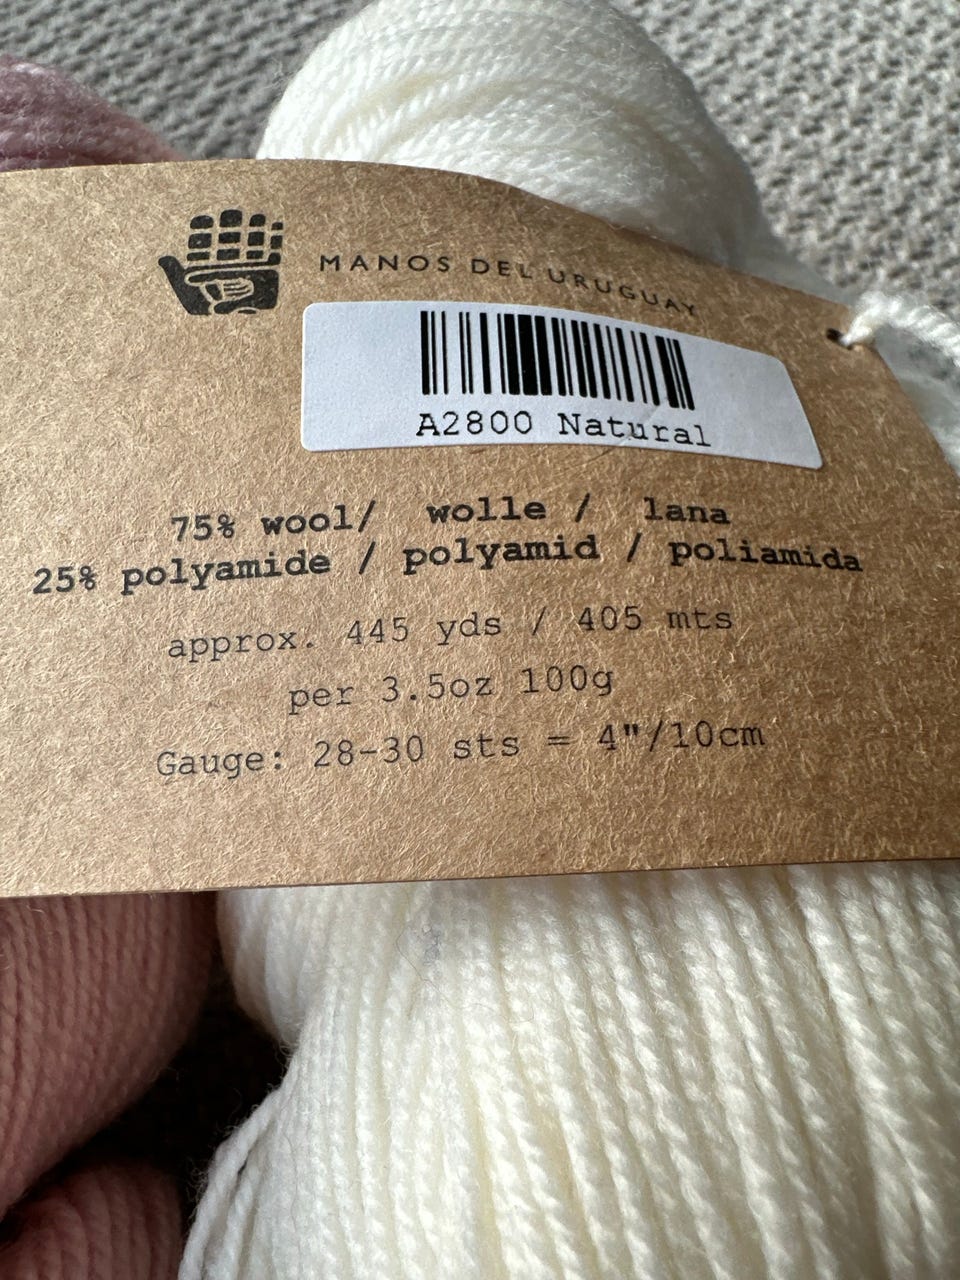 MANOS DEL URUGUAY
A2800 Natural
75% wool/ wolle / lana
25% polyamide / polyamid / poliamida
approx. 445 yds / 405 mts
per 3.5oz 100g
Gauge: 28-30 sts = 4"/10cm